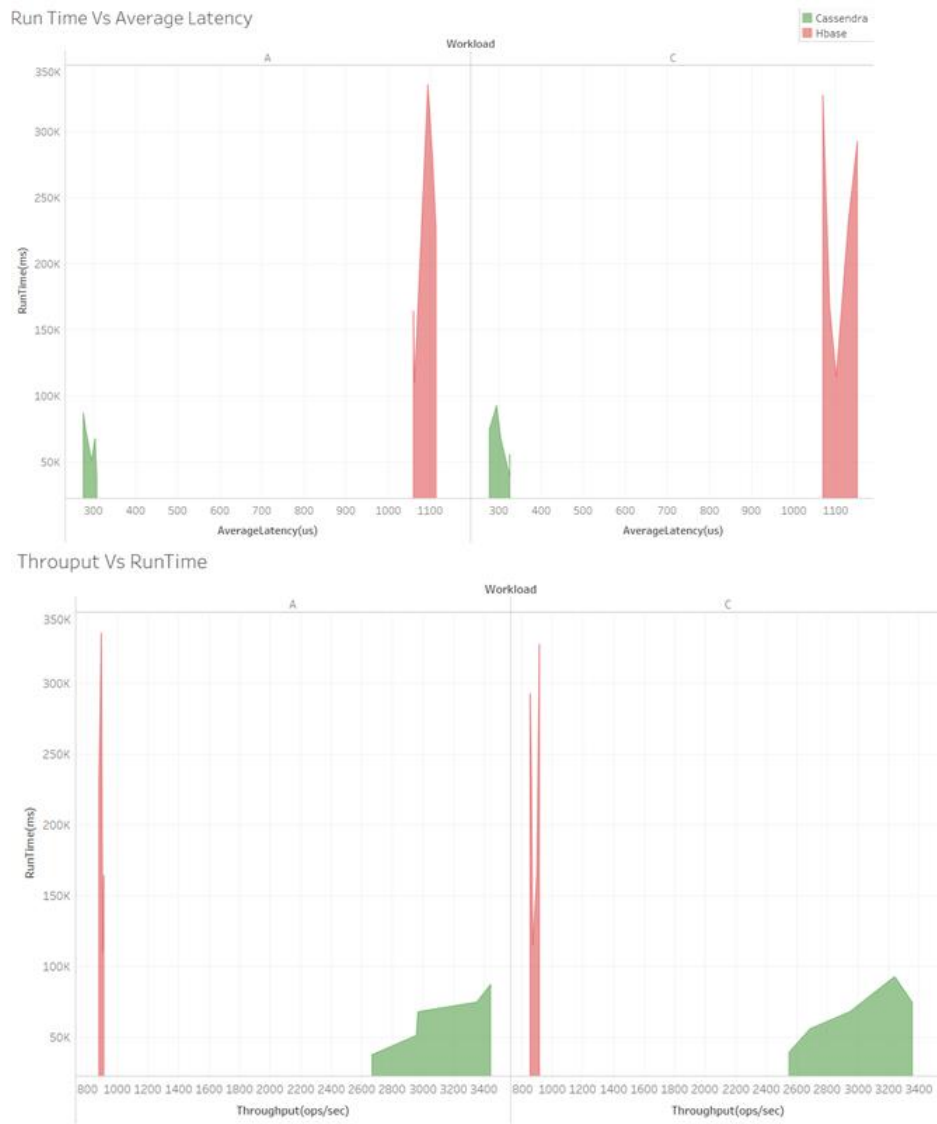 Run Time Vs Average Latency
Cassendra
Hbase
Workload
A C
350K
300K
250K
200K
150K
100K
50K
RunTime(ms)
300 400 500 600 700 800 900 1000 1100 300 400 500 600 700 800 900 1000 1100
AverageLatency(us) AverageLatency(us)
Throuput Vs RunTime
Workload
A C
350K
300K
250K
200K
150K
100K
50K
RunTime(ms)
800 1000 1200 1400 1600 1800 2000 2200 2400 2600 2800 3000 3200 3400 800 1000 1200 1400 1600 1800 2000 2200 2400 2600 2800 3000 3200 3400
Throughput(ops/sec) Throughput(ops/sec)